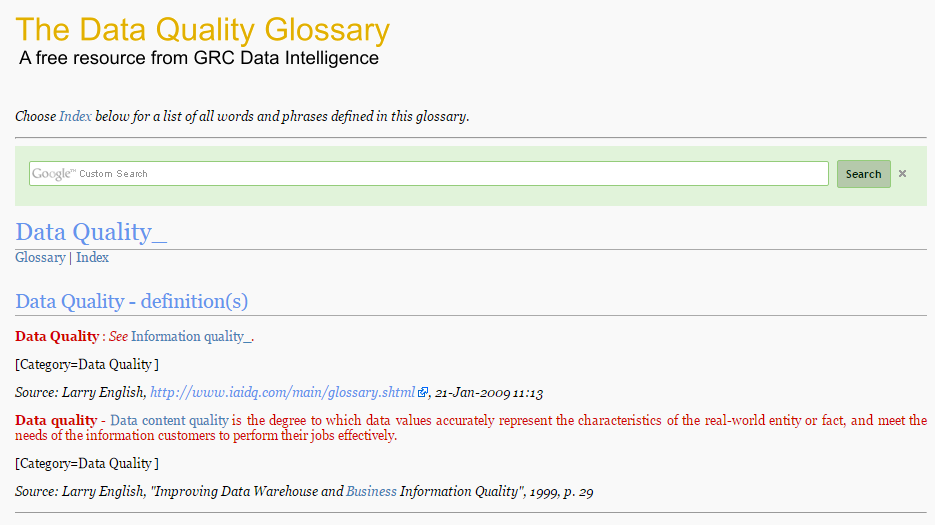 The Data Quality Glossary
A free resource from GRC Data Intelligence
Choose Index below for a list of all words and phrases defined in this glossary.
Google™ Custom Search
Search ×
Data Quality_
Glossary | Index
Data Quality - definition(s)
Data Quality : See Information quality_.
[Category=Data Quality ]
Source: Larry English, http://www.iaidq.com/main/glossary.shtml, 21-Jan-2009 11:13
Data quality - Data content quality is the degree to which data values accurately represent the characteristics of the real-world entity or fact, and meet the
needs of the information customers to perform their jobs effectively.
[Category=Data Quality ]
Source: Larry English, "Improving Data Warehouse and Business Information Quality", 1999, p. 29